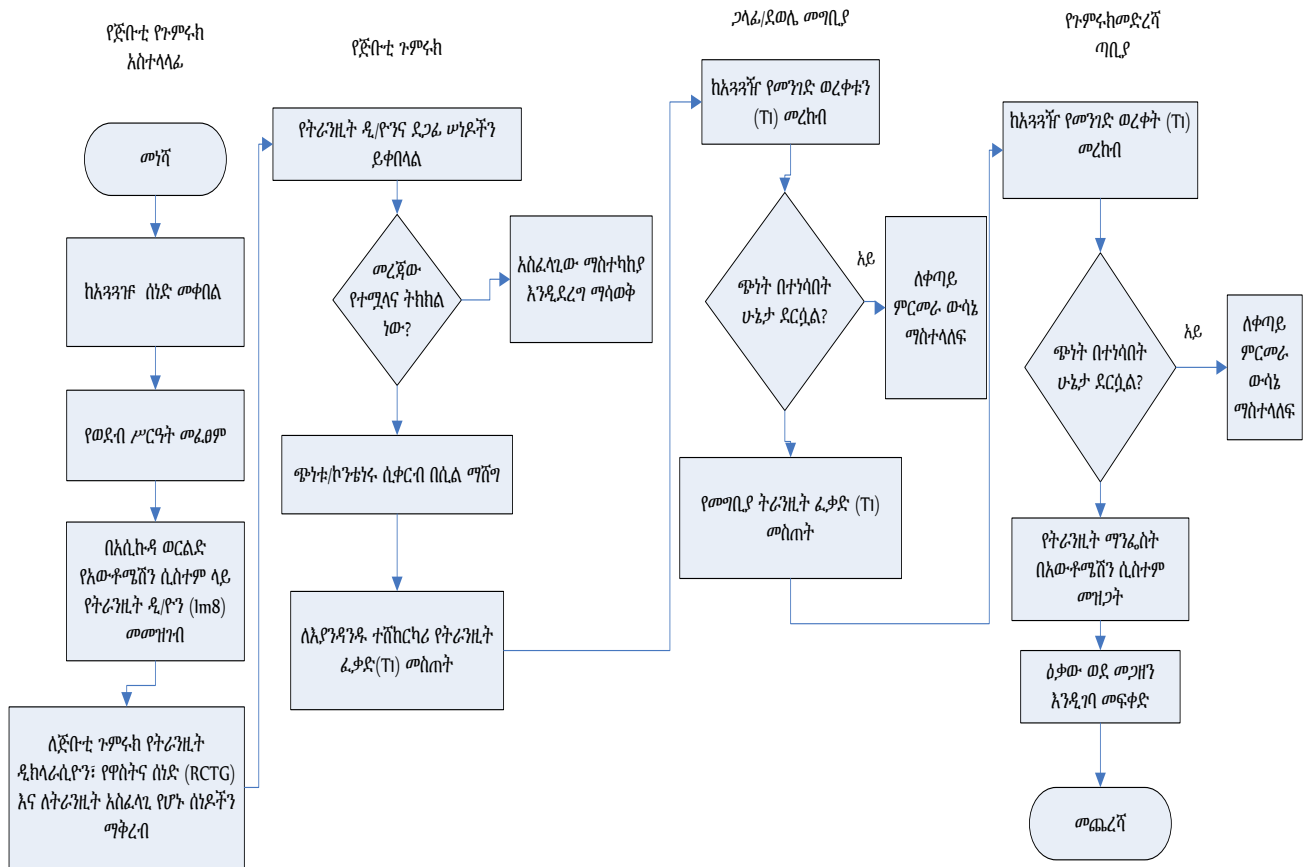 የጅቡቲ የጉምሩክ
አስተላላፊ
መነሻ
ከአጓጓዡ ሰነድ መቀበል
የወደብ ሥርዓት መፈፀም
በአሲኩዳ ወርልድ
የአውቶሜሽን ሲስተም ላይ
የትራንዚት ዲ/ዮን (Im8)
መመዝገብ
ለጅቡቲ ጉምሩክ የትራንዚት
ዲክላራሲዮን፣ የዋስትና ሰነድ (RCTG)
እና ለትራንዚት አስፈላጊ የሆኑ ሰነዶችን
ማቅረብ
የጅቡቲ ጉምሩክ
የትራንዚት ዲ/ዮንና ደጋፊ ሠነዶችን
ይቀበላል
መረጃው
የተሟላና ትክክል
ነው?
አስፈላጊው ማስተካከያ
እንዲደረግ ማሳወቅ
ጭነቱ/ኮንቴነሩ ሲቃርብ በሲል ማሸግ
ለእያንዳንዱ ተሸከርካሪ የትራንዚት
ፈቃድ(T1) መስጠት
ጋላፊ/ደወሌ መግቢያ
ከአጓጓዥ የመንገድ ወረቀቱን
(T1) መረከብ
ጭነት በተነሳበት
ሁኔታ ደርሷል?
አይ
ለቀጣይ
ምርመራ ውሳኔ
ማስተላለፍ
የመግቢያ ትራንዚት ፈቃድ (T1)
መስጠት
የጉምሩክመድረሻ
ጣቢያ
ከአጓጓዥ የመንገድ ወረቀት (T1)
መረከብ
ጭነት በተነሳበት
ሁኔታ ደርሷል?
አይ
ለቀጣይ
ምርመራ
ውሳኔ
ማስተላለፍ
የትራንዚት ማንፌስት
በአውቶሜሽን ሲስተም
መዝጋት
ዕቃው ወደ መጋዘን
እንዲገባ መፍቀድ
መጨረሻ